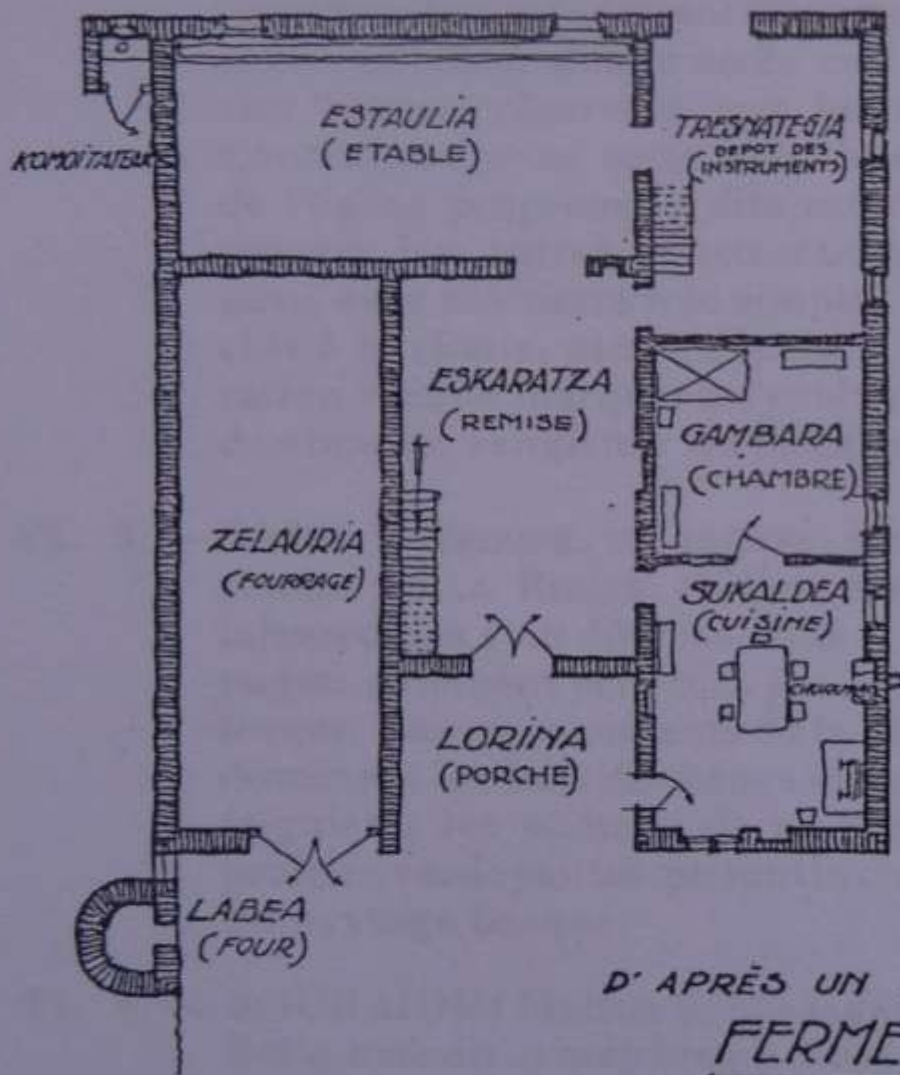 ESTAULIA
(ETABLE)
TRESNATEGIA
(DEPOT DES
INSTRUMENTS)
KOMOÏTATEAK
ESKARATZA
(REMISE)
GAMBARA
(CHAMBRE)
ZELAURIA
(FOURRAGE)
SUKALDEA
(CUISINE)
LORINA
(PORCHE)
LABEA
(FOUR)
D'APRÈS UN
FERME